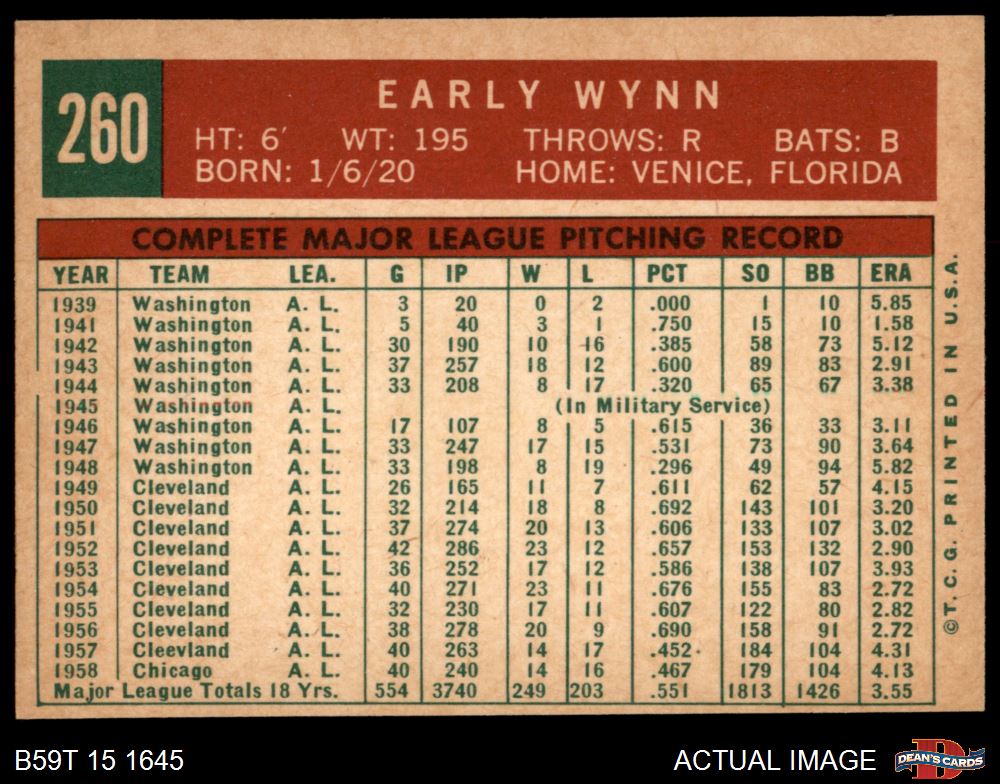 260
EARLY WYNN
HT: 6′ WT: 195 THROWS: R BATS: B
BORN: 1/6/20 HOME: VENICE, FLORIDA
COMPLETE MAJOR LEAGUE PITCHING RECORD
YEAR TEAM LEA. G IP W L PCT SO BB ERA
1939 Washington A. L. 3 20 0 2 .000 1 10 5.85
1941 Washington A. L. 5 40 3 1 .750 15 10 1.58
1942 Washington A. L. 30 190 10 16 .385 58 73 5.12
1943 Washington A. L. 37 257 18 12 .600 89 83 2.91
1944 Washington A. L. 33 208 8 17 .320 65 67 3.38
1945 Washington A. L. (In Military Service)
1946 Washington A. L. 17 107 8 5 .615 36 33 3.11
1947 Washington A. L. 33 247 17 15 .531 73 90 3.64
1948 Washington A. L. 33 198 8 19 .296 49 94 5.82
1949 Cleveland A. L. 26 165 11 7 .611 62 57 4.15
1950 Cleveland A. L. 32 214 18 8 .692 143 101 3.20
1951 Cleveland A. L. 37 274 20 13 .606 133 107 3.02
1952 Cleveland A. L. 42 286 23 12 .657 153 132 2.90
1953 Cleveland A. L. 36 252 17 12 .586 138 107 3.93
1954 Cleveland A. L. 40 271 23 11 .676 155 83 2.72
1955 Cleveland A. L. 32 230 17 11 .607 122 80 2.82
1956 Cleveland A. L. 38 278 20 9 .690 158 91 2.72
1957 Cleevland A. L. 40 263 14 17 .452 184 104 4.31
1958 Chicago A. L. 40 240 14 16 .467 179 104 4.13
Major League Totals 18 Yrs. 554 3740 249 203 .551 1813 1426 3.55
©T. C. G. PRINTED IN U.S.A.
B59T 15 1645 ACTUAL IMAGE
DEAN'S CARDS